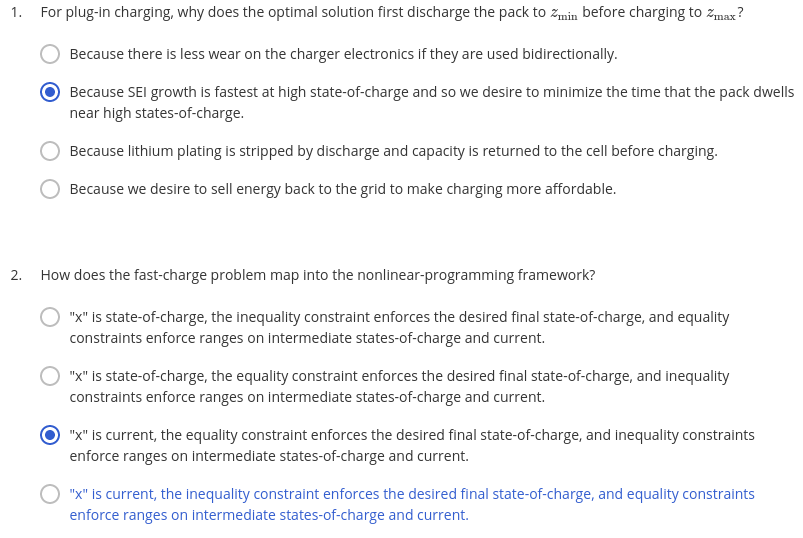 1. For plug-in charging, why does the optimal solution first discharge the pack to zmin before charging to zmax?
Because there is less wear on the charger electronics if they are used bidirectionally.
Because SEI growth is fastest at high state-of-charge and so we desire to minimize the time that the pack dwells
near high states-of-charge.
Because lithium plating is stripped by discharge and capacity is returned to the cell before charging.
Because we desire to sell energy back to the grid to make charging more affordable.
2. How does the fast-charge problem map into the nonlinear-programming framework?
"x" is state-of-charge, the inequality constraint enforces the desired final state-of-charge, and equality
constraints enforce ranges on intermediate states-of-charge and current.
"x" is state-of-charge, the equality constraint enforces the desired final state-of-charge, and inequality
constraints enforce ranges on intermediate states-of-charge and current.
"x" is current, the equality constraint enforces the desired final state-of-charge, and inequality constraints
enforce ranges on intermediate states-of-charge and current.
"x" is current, the inequality constraint enforces the desired final state-of-charge, and equality constraints
enforce ranges on intermediate states-of-charge and current.